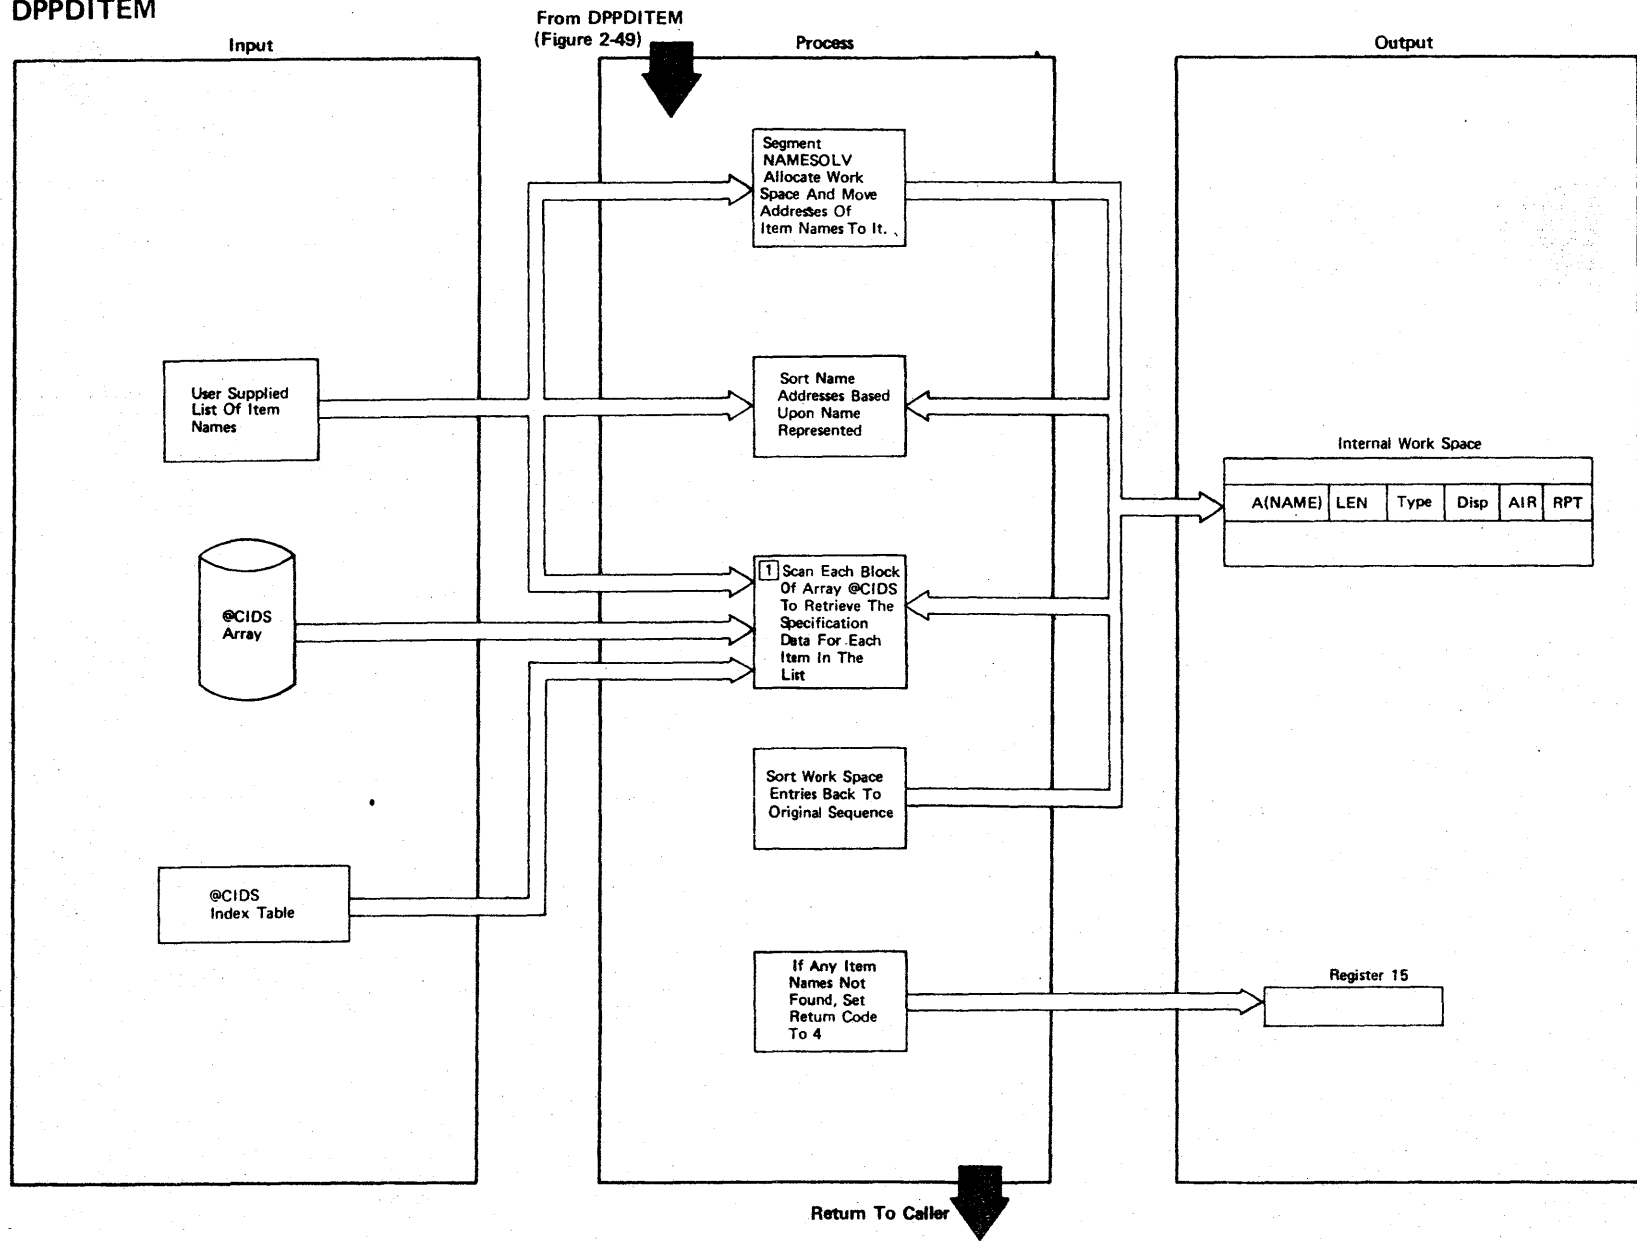 DPPDITEM
From DPPDITEM
(Figure 2-49)
Input
Process
Output
Segment
NAMESOLV
Allocate Work
Space And Move
Addresses Of
Item Names To It.
User Supplied
List Of Item
Names
Sort Name
Addresses Based
Upon Name
Represented
Internal Work Space
A(NAME) LEN Type Disp AIR RPT
@CIDS
Array
1 Scan Each Block
Of Array @CIDS
To Retrieve The
Specification
Data For Each
Item In The
List
Sort Work Space
Entries Back To
Original Sequence
@CIDS
Index Table
If Any Item
Names Not
Found, Set
Return Code
To 4
Register 15
Return To Caller